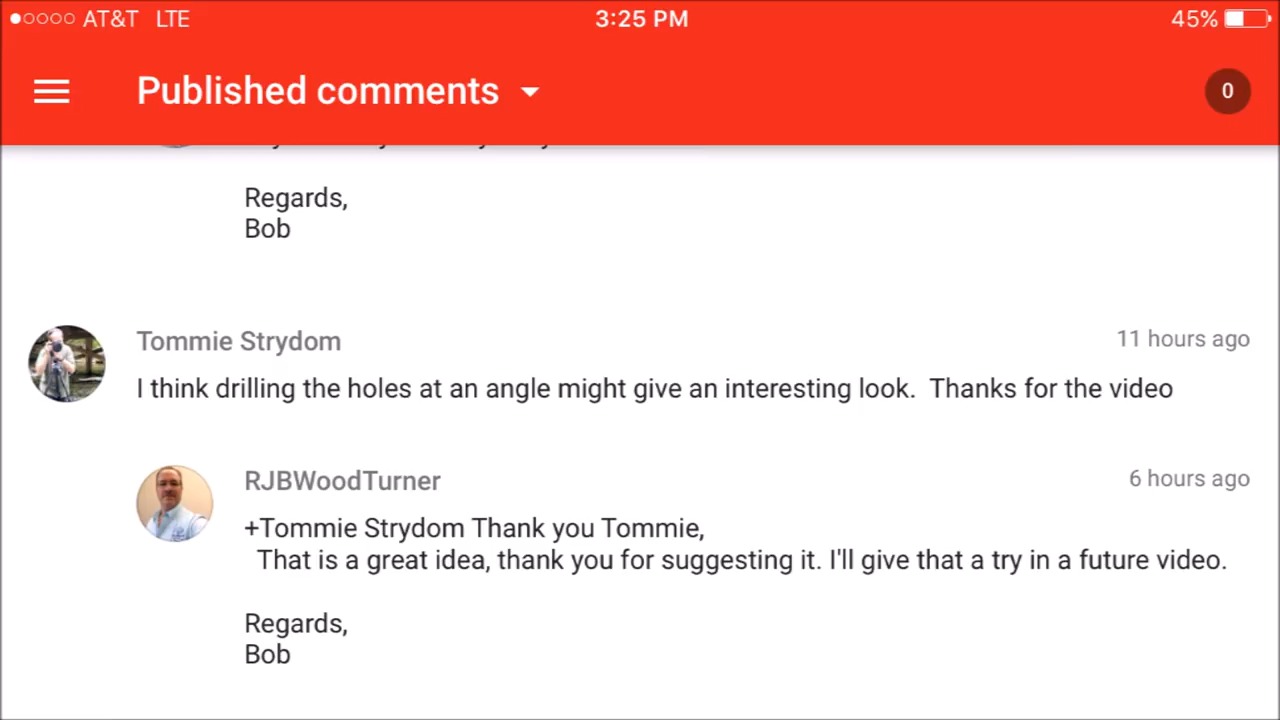 AT&T LTE 3:25 PM 45%
Published comments 0
Regards,
Bob
Tommie Strydom 11 hours ago
I think drilling the holes at an angle might give an interesting look.  Thanks for the video
RJBWoodTurner 6 hours ago
+Tommie Strydom Thank you Tommie,
That is a great idea, thank you for suggesting it. I'll give that a try in a future video.
Regards,
Bob